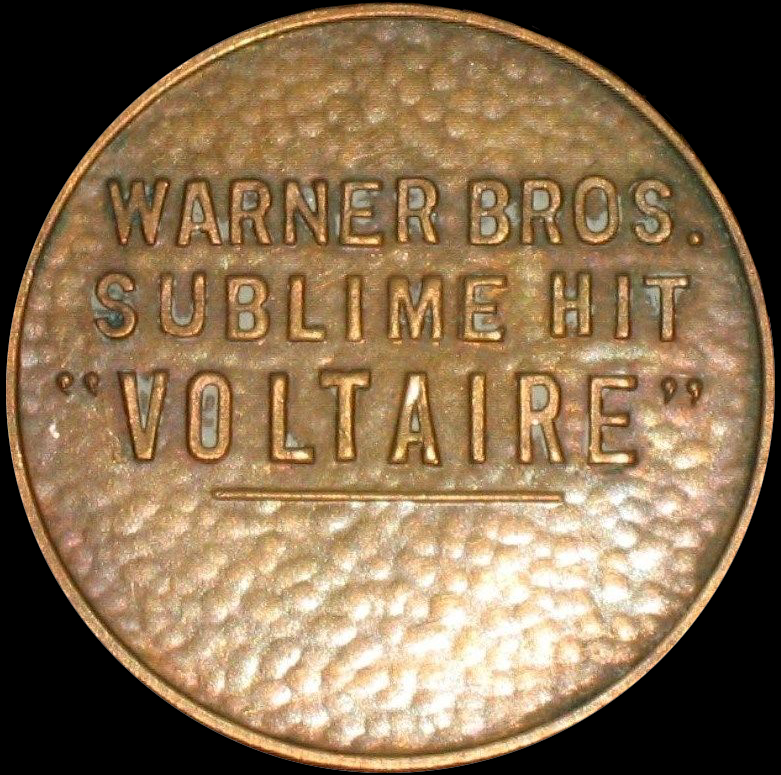 WARNER BROS.
SUBLIME HIT
"VOLTAIRE"